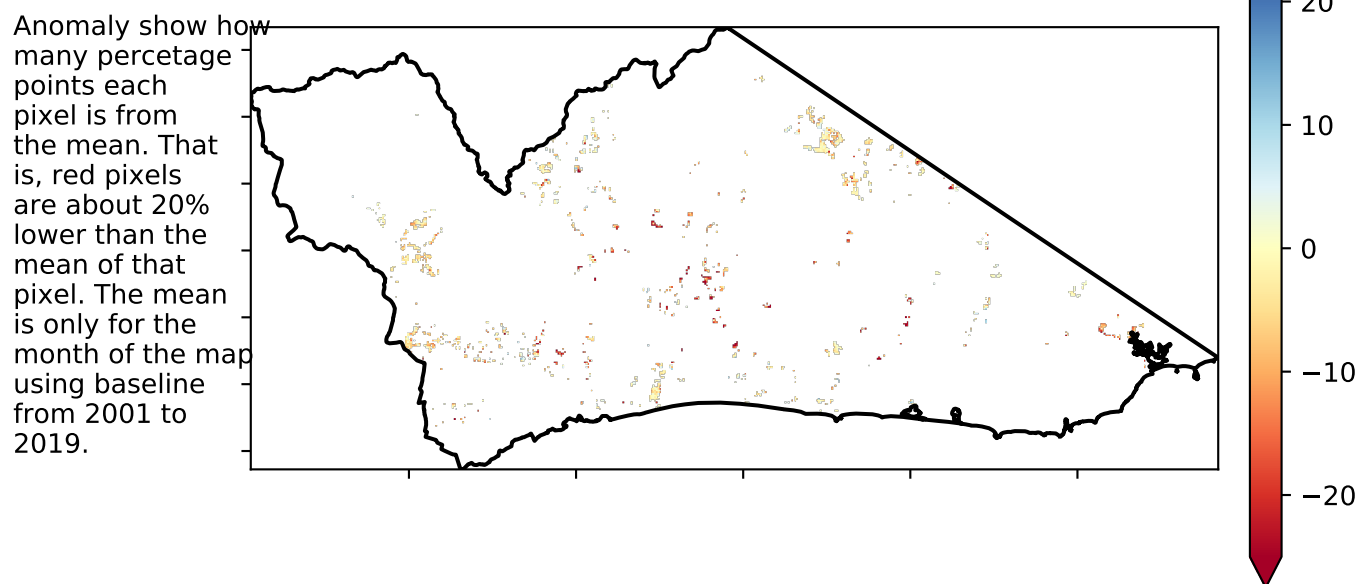 Anomaly show how
many percetage
points each
pixel is from
the mean. That
is, red pixels
are about 20%
lower than the
mean of that
pixel. The mean
is only for the
month of the map
using baseline
from 2001 to
2019.
20
10
0
−10
−20